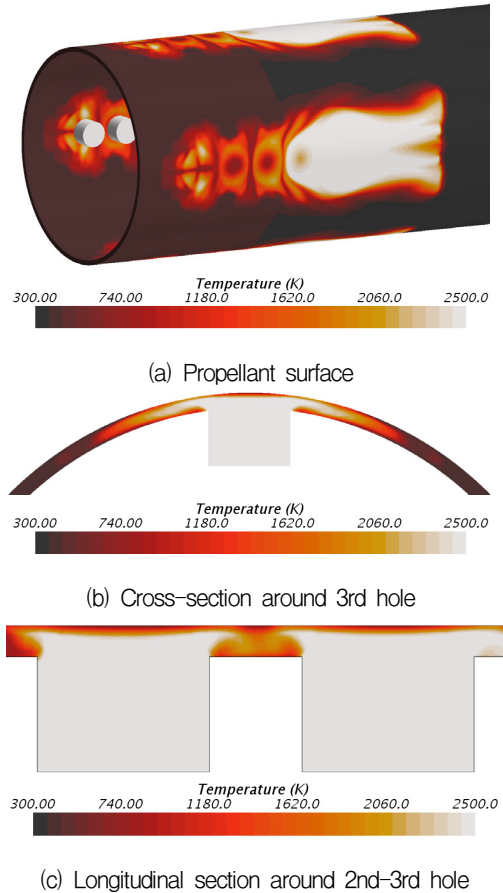 Temperature (K)
300.00 740.00 1180.0 1620.0 2060.0 2500.0
(a) Propellant surface
Temperature (K)
300.00 740.00 1180.0 1620.0 2060.0 2500.0
(b) Cross-section around 3rd hole
Temperature (K)
300.00 740.00 1180.0 1620.0 2060.0 2500.0
(c) Longitudinal section around 2nd-3rd hole